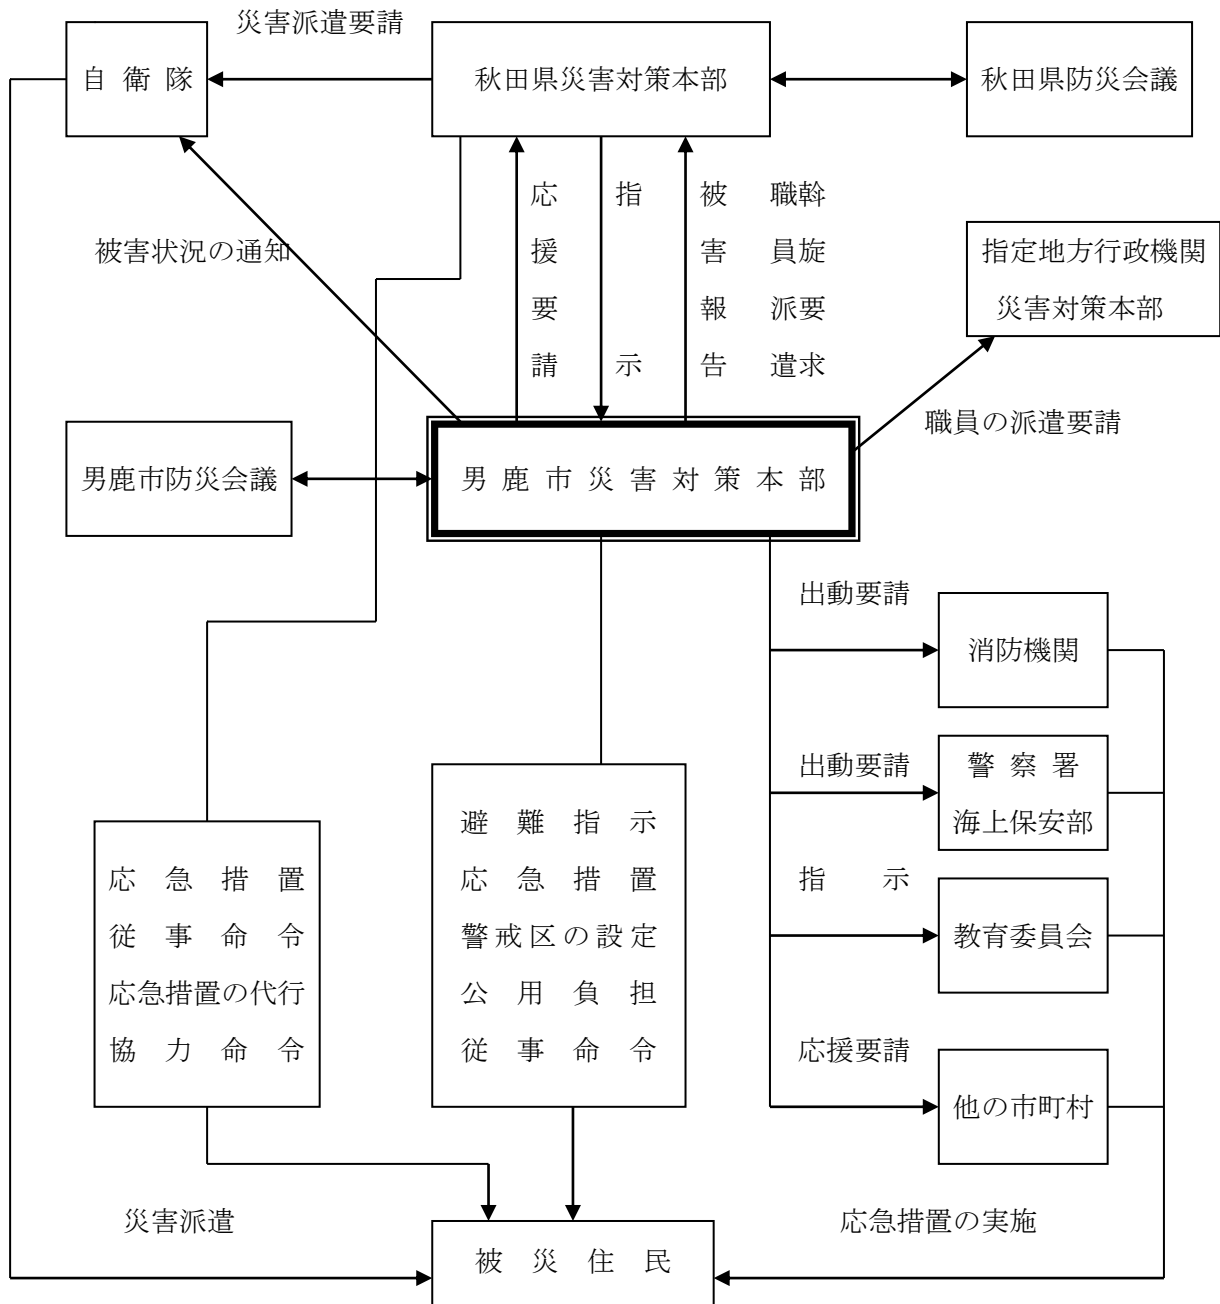 災害派遣要請
自衛隊
秋田県災害対策本部
秋田県防災会議
応援要請
指示
被害報告
職員派遣
斡旋要求
被害状況の通知
指定地方行政機関
災害対策本部
職員の派遣要請
男鹿市防災会議
男鹿市災害対策本部
出動要請
消防機関
出動要請
警察署
海上保安部
指示
教育委員会
応援要請
他の市町村
避難指示
応急措置
警戒区の設定
公用負担
従事命令
応急措置
従事命令
応急措置の代行
協力命令
災害派遣
応急措置の実施
被災住民